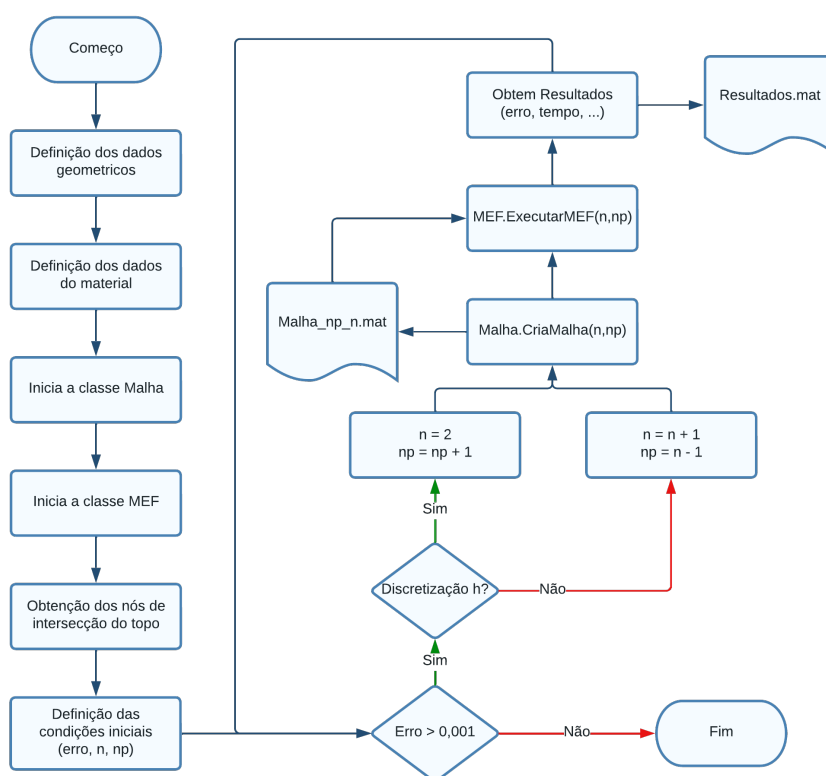 Começo
Definição dos dados
geometricos
Definição dos dados
do material
Inicia a classe Malha
Inicia a classe MEF
Obtenção dos nós de
intersecção do topo
Definição das
condições iniciais
(erro, n, np)
Erro > 0,001
Não
Fim
Sim
Discretização h?
Não
Sim
n = 2
np = np + 1
n = n + 1
np = n - 1
Malha.CriaMalha(n,np)
Malha_np_n.mat
MEF.ExecutarMEF(n,np)
Obtem Resultados
(erro, tempo, ...)
Resultados.mat